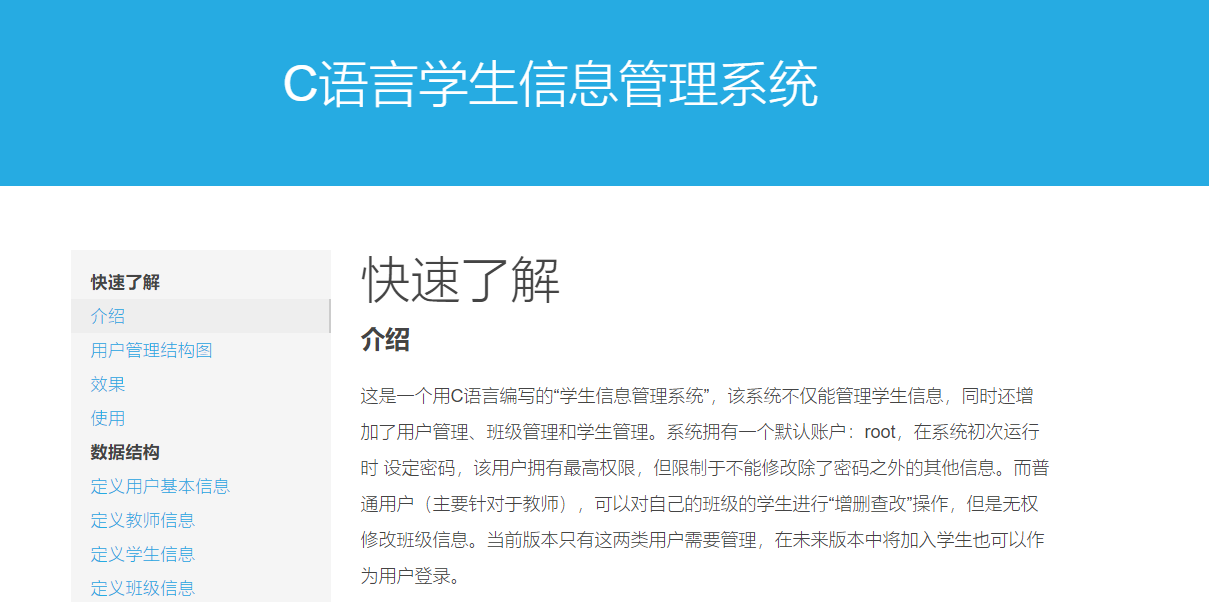 C语言学生信息管理系统
快速了解
介绍
用户管理结构图
效果
使用
数据结构
定义用户基本信息
定义教师信息
定义学生信息
定义班级信息
快速了解
介绍
这是一个用C语言编写的“学生信息管理系统”，该系统不仅能管理学生信息，同时还增
加了用户管理、班级管理和学生管理。系统拥有一个默认账户：root，在系统初次运行
时 设定密码，该用户拥有最高权限，但限制于不能修改除了密码之外的其他信息。而普
通用户（主要针对于教师），可以对自己的班级的学生进行“增删查改”操作，但是无权
修改班级信息。当前版本只有这两类用户需要管理，在未来版本中将加入学生也可以作
为用户登录。